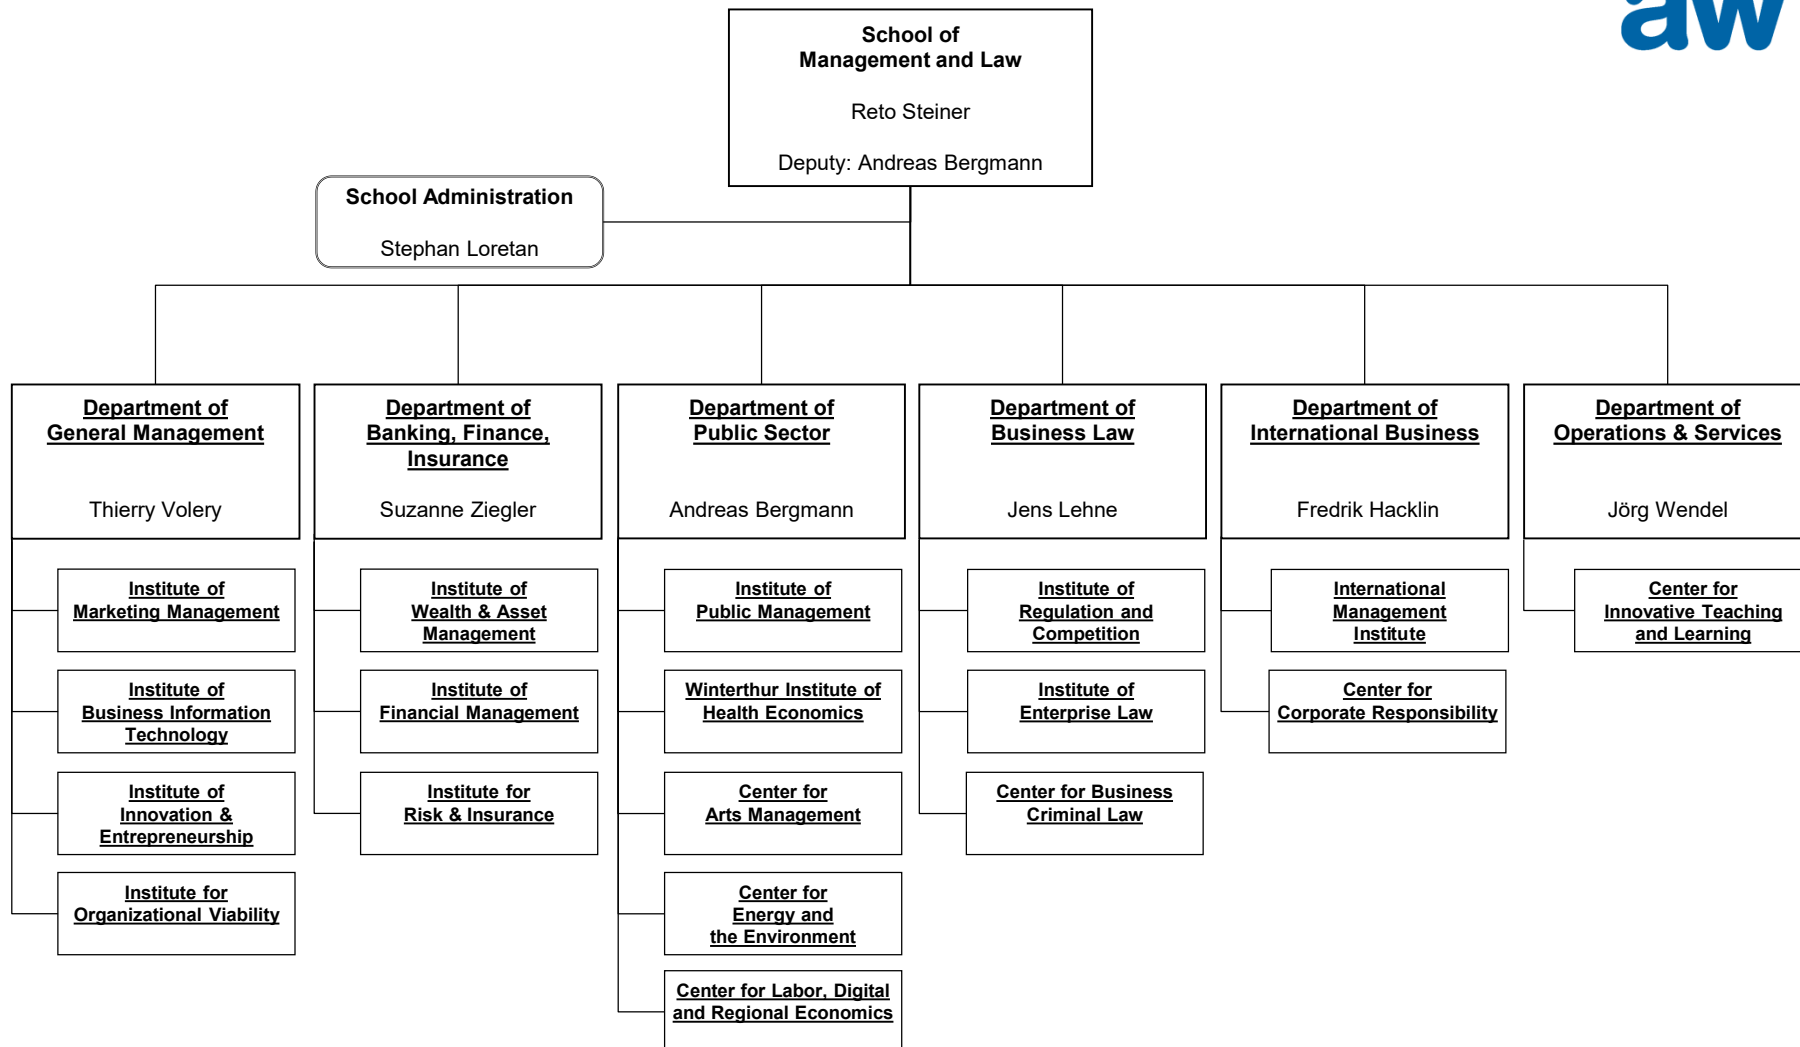 aw
School of
Management and Law
Reto Steiner
Deputy: Andreas Bergmann
School Administration
Stephan Loretan
Department of
General Management
Thierry Volery
Department of
Banking, Finance,
Insurance
Suzanne Ziegler
Department of
Public Sector
Andreas Bergmann
Department of
Business Law
Jens Lehne
Department of
International Business
Fredrik Hacklin
Department of
Operations & Services
Jörg Wendel
Institute of
Marketing Management
Institute of
Business Information
Technology
Institute of
Innovation &
Entrepreneurship
Institute for
Organizational Viability
Institute of
Wealth & Asset
Management
Institute of
Financial Management
Institute for
Risk & Insurance
Institute of
Public Management
Winterthur Institute of
Health Economics
Center for
Arts Management
Center for
Energy and
the Environment
Center for Labor, Digital
and Regional Economics
Institute of
Regulation and
Competition
Institute of
Enterprise Law
Center for Business
Criminal Law
International
Management
Institute
Center for
Corporate Responsibility
Center for
Innovative Teaching
and Learning